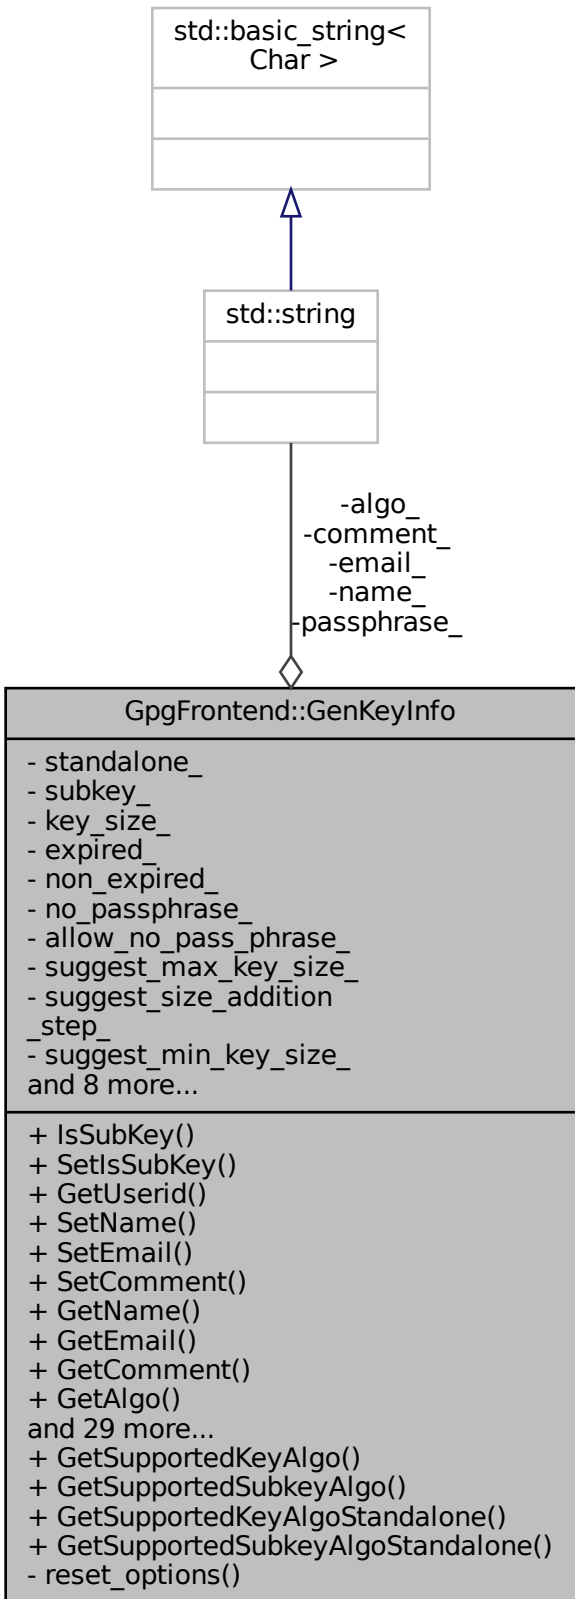 std::basic_string<
Char >
std::string
-algo_
-comment_
-email_
-name_
-passphrase_
GpgFrontend::GenKeyInfo
- standalone_
- subkey_
- key_size_
- expired_
- non_expired_
- no_passphrase_
- allow_no_pass_phrase_
- suggest_max_key_size_
- suggest_size_addition
_step_
- suggest_min_key_size_
and 8 more...
+ IsSubKey()
+ SetIsSubKey()
+ GetUserid()
+ SetName()
+ SetEmail()
+ SetComment()
+ GetName()
+ GetEmail()
+ GetComment()
+ GetAlgo()
and 29 more...
+ GetSupportedKeyAlgo()
+ GetSupportedSubkeyAlgo()
+ GetSupportedKeyAlgoStandalone()
+ GetSupportedSubkeyAlgoStandalone()
- reset_options()